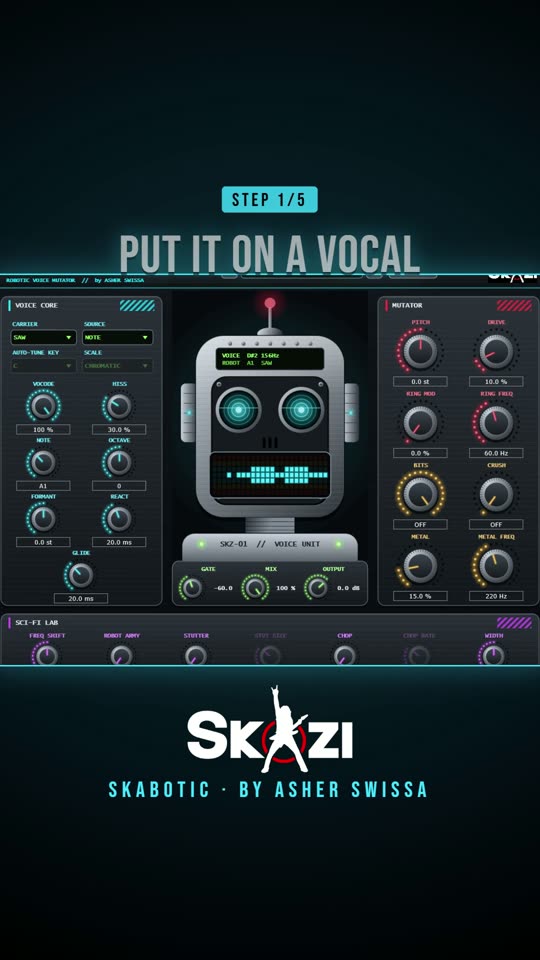 STEP 1/5
PUT IT ON A VOCAL
ROBOTIC VOICE MUTATOR // by ASHER SWISSA
VOICE CORE
CARRIER SOURCE
SAW NOTE
AUTO-TUNE KEY SCALE
C CHROMATIC
VOCODE HISS
100 % 30.0 %
NOTE OCTAVE
A1 0
FORMANT REACT
0.0 st 20.0 ms
GLIDE
20.0 ms
VOICE D#2 156Hz
ROBOT A1 SAW
SKZ-01 // VOICE UNIT
GATE MIX OUTPUT
-60.0 100 % 0.0 dB
MUTATOR
PITCH DRIVE
0.0 st 10.0 %
RING MOD RING FREQ
0.0 % 60.0 Hz
BITS CRUSH
OFF OFF
METAL METAL FREQ
15.0 % 220 Hz
SCI-FI LAB
FREQ SHIFT ROBOT ARMY STUTTER STUT SIZE CHOP CHOP RATE WIDTH
SKAZI
SKABOTIC · BY ASHER SWISSA